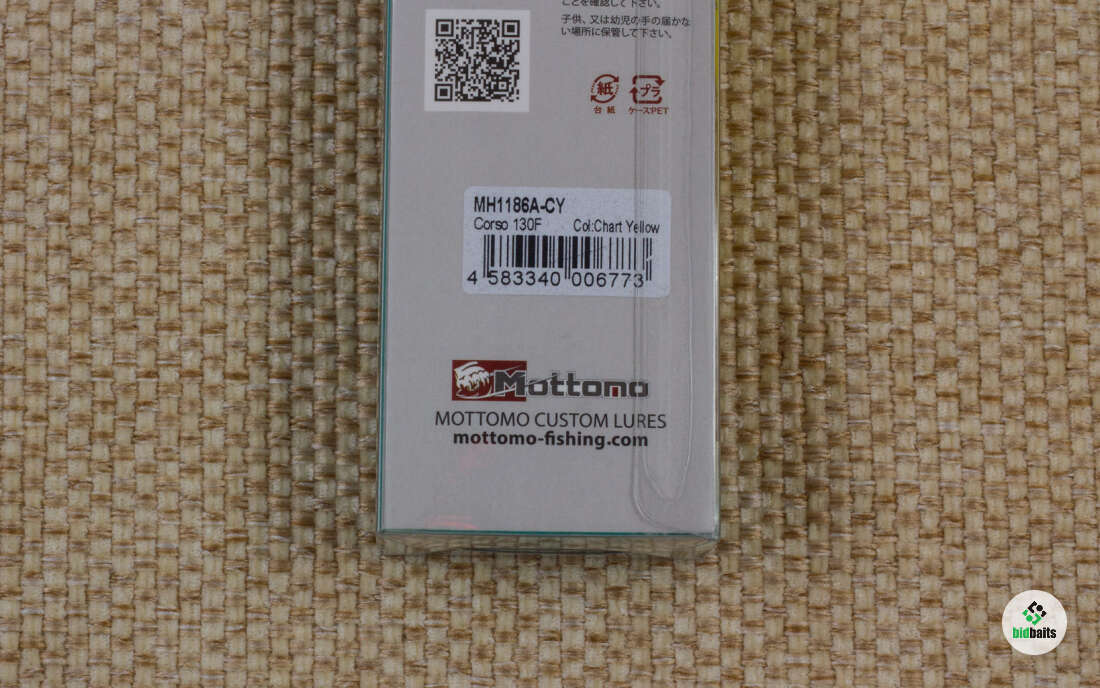 ことを確認して下さい。
子供、又は幼児の手の届かな
い場所に保管して下さい。
紙 プラ
台紙 ケースPET
MH1186A-CY
Corso 130F Col:Chart Yellow
4 583340 006773
Mottomo
MOTTOMO CUSTOM LURES
mottomo-fishing.com
bidbaits